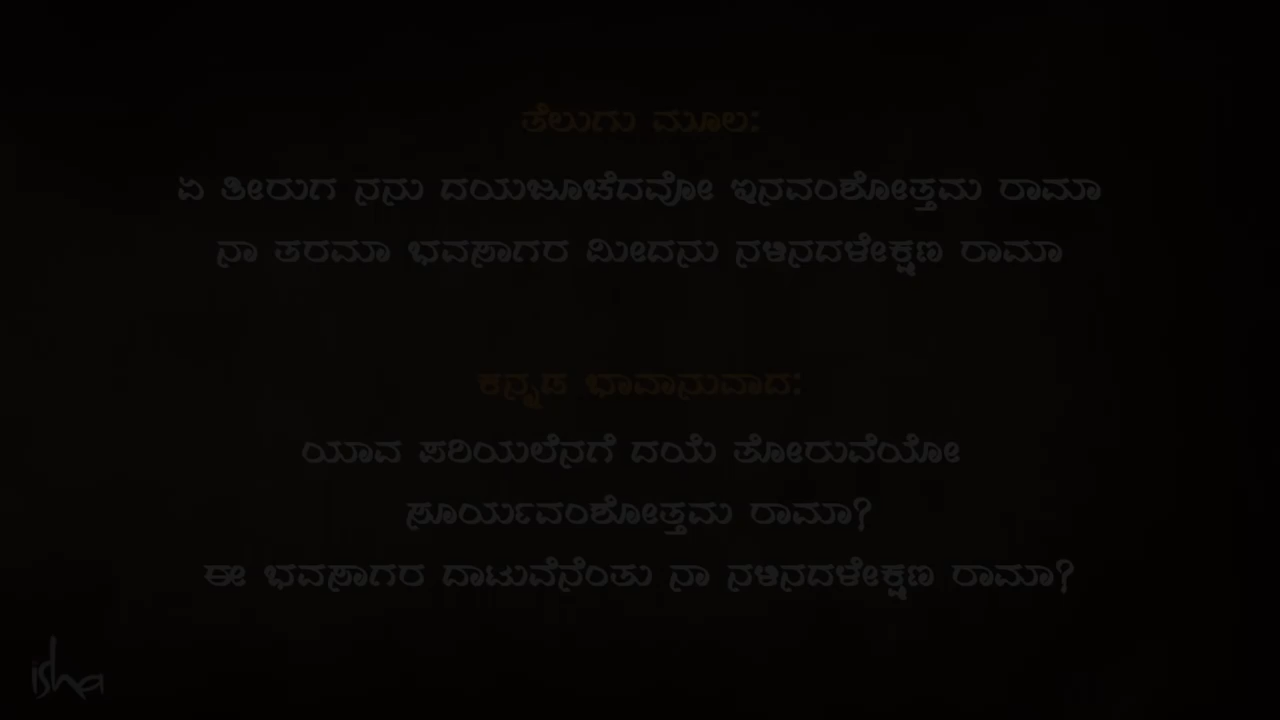 ತೆಲುಗು ಮೂಲ:
ಏ ತೀರುಗ ನನು ದಯಜೂಚೆದವೋ ಇನವಂಶೋತ್ತಮ ರಾಮಾ
ನಾ ತರಮಾ ಭವಸಾಗರ ಮೀದನು ನಳಿನದಳೇಕ್ಷಣ ರಾಮಾ
ಕನ್ನಡ ಭಾವಾನುವಾದ:
ಯಾವ ಪರಿಯಲೆನಗೆ ದಯೆ ತೋರುವೆಯೋ
ಸೂರ್ಯವಂಶೋತ್ತಮ ರಾಮಾ?
ಈ ಭವಸಾಗರ ದಾಟುವೆನೆಂತು ನಾ ನಳಿನದಳೇಕ್ಷಣ ರಾಮಾ?
isha